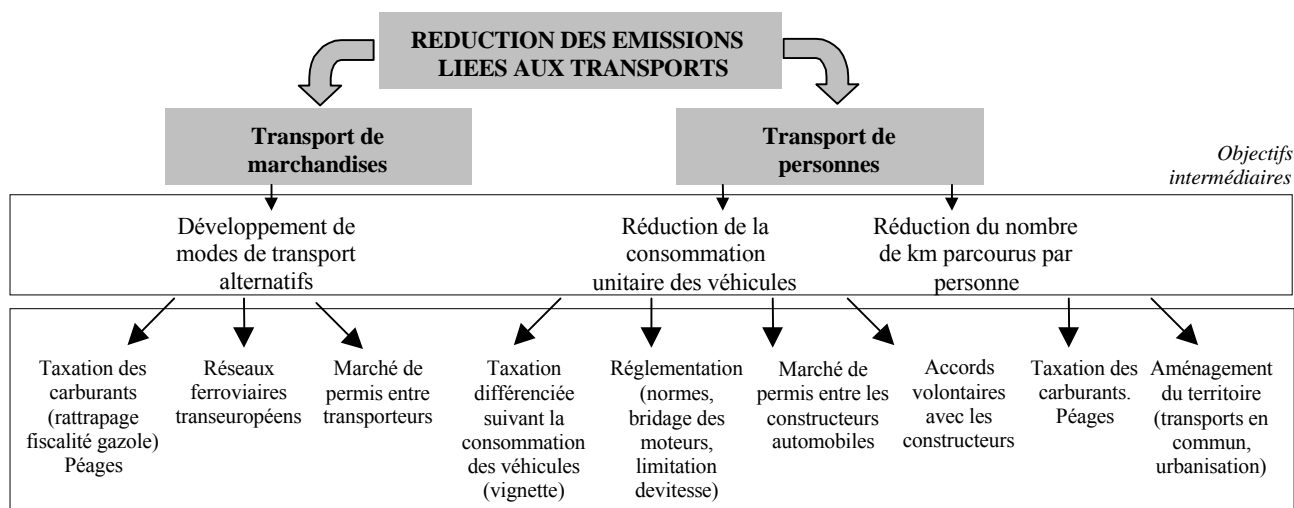 REDUCTION DES EMISSIONS
LIEES AUX TRANSPORTS
Transport de
marchandises
Transport de
personnes
Objectifs
intermédiaires
Développement de
modes de transport
alternatifs
Réduction de la
consommation
unitaire des véhicules
Réduction du nombre
de km parcourus par
personne
Taxation des
carburants
(rattrapage
fiscalité gazole)
Péages
Réseaux
ferroviaires
transeuropéens
Marché de
permis entre
transporteurs
Taxation
différenciée
suivant la
consommation
des véhicules
(vignette)
Réglementation
(normes,
bridage des
moteurs,
limitation
devitesse)
Marché de
permis entre les
constructeurs
automobiles
Accords
volontaires
avec les
constructeurs
Taxation des
carburants.
Péages
Aménagement
du territoire
(transports en
commun,
urbanisation)